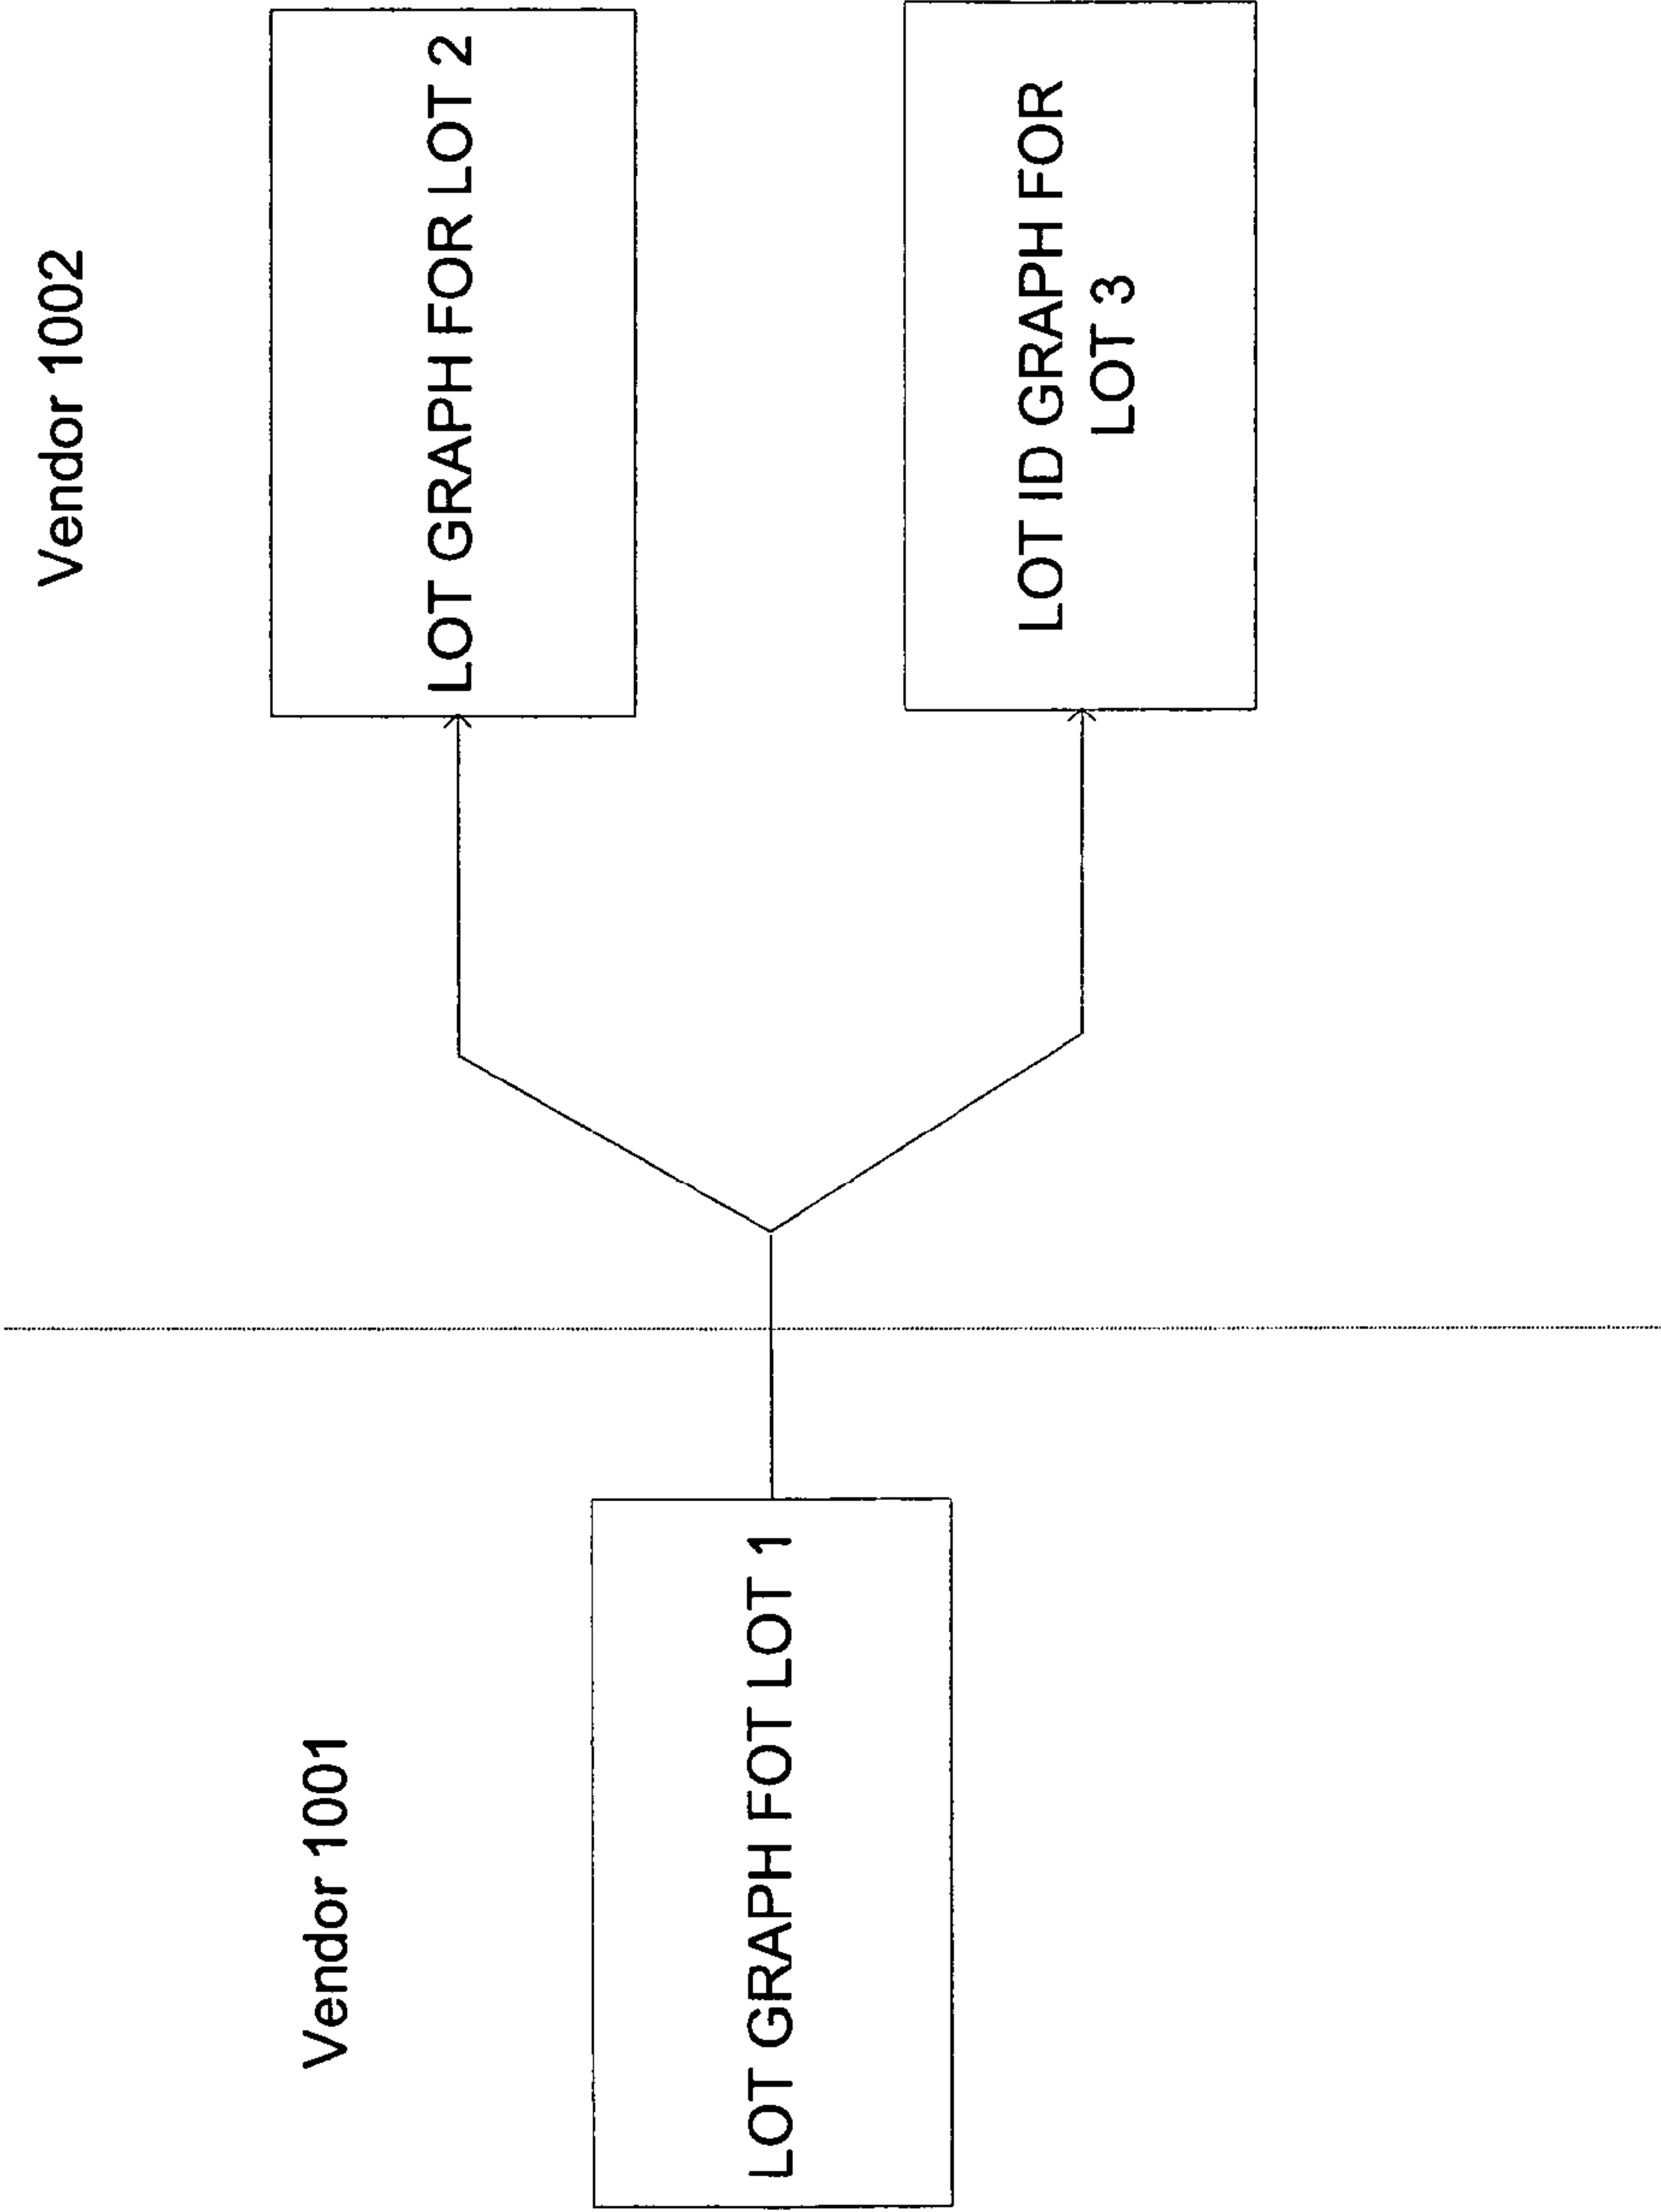 Vendor 1001
LOT GRAPH FOT LOT 1
Vendor 1002
LOT GRAPH FOR LOT 2
LOT ID GRAPH FOR
LOT 3